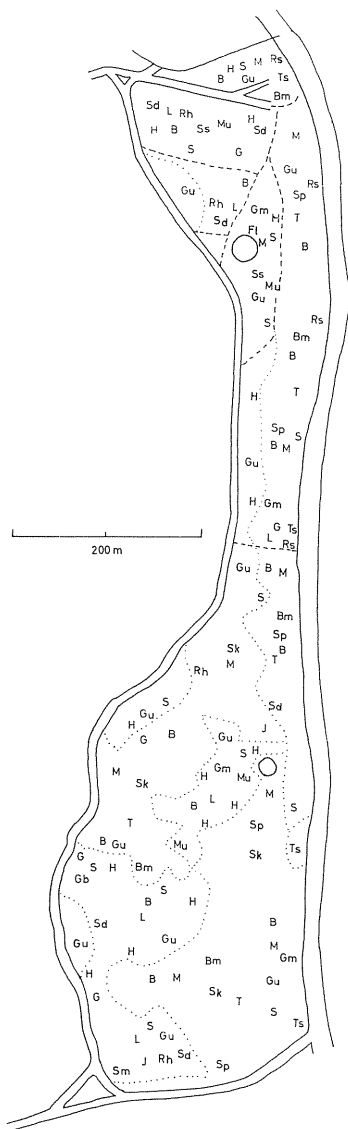 H S M Rs
B Gu Ts
Bm
Sd L Rh H
H B Ss Mu Sd M
S G
Gu
B Rs
Gu Rh L Gm Sp
Sd H T
Fl
M S B
Ss
Mu
Gu
S Rs
Bm
B
H T
Sp S
B M
Gu
H Gm
G Ts
L Rs
200 m
Gu B M
S
Bm
Sp
Sk B
M T
Rh
S Sd
Gu
H J
G B Gu
S H
M Gm Mu
Sk H M
B L H S
T H Sp
B Gu Mu
G Sk Ts
S H Bm
Gb S
B H
Sd L B
Gu H Gu M
Bm Gm
H B M Gu
G Sk T S
S Ts
L Gu
J Rh Sd
Sm Sp